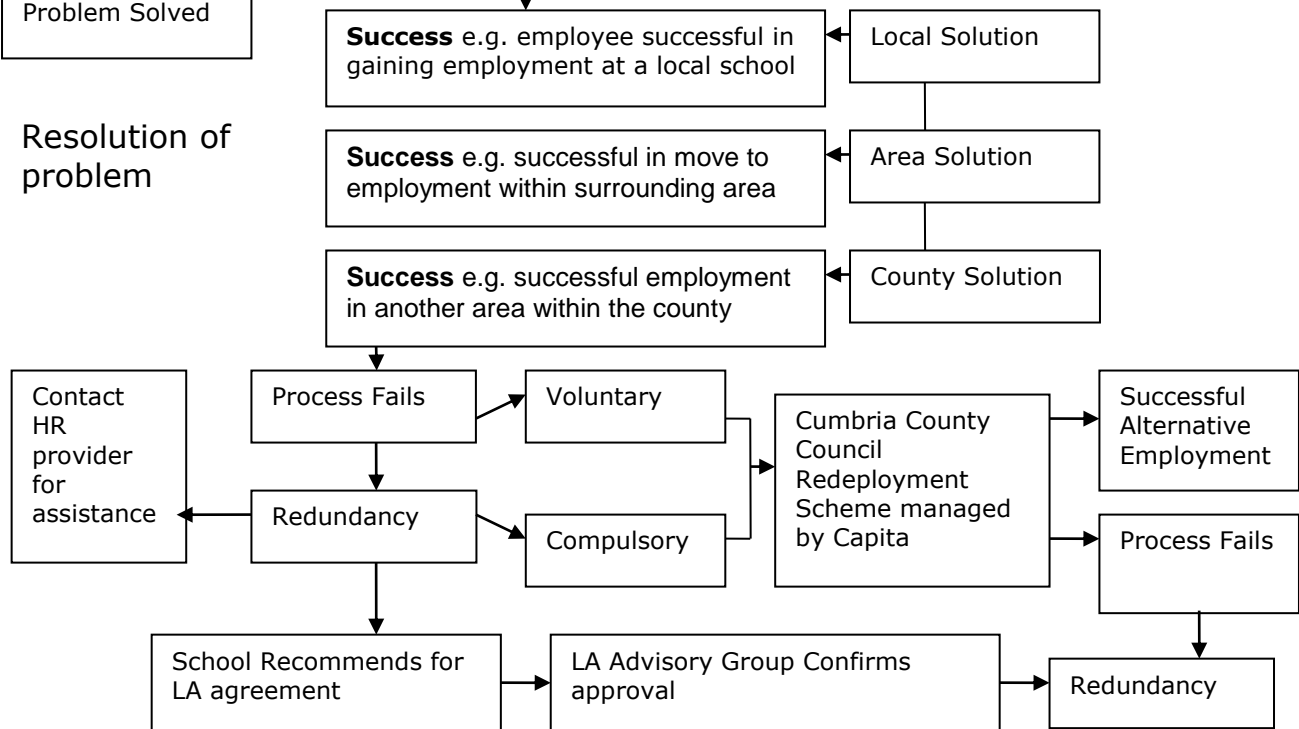 Problem Solved
Success e.g. employee successful in
gaining employment at a local school
Local Solution
Resolution of
problem
Success e.g. successful in move to
employment within surrounding area
Area Solution
Success e.g. successful employment
in another area within the county
County Solution
Contact
HR
provider
for
assistance
Process Fails
Voluntary
Cumbria County
Council
Redeployment
Scheme managed
by Capita
Successful
Alternative
Employment
Redundancy
Compulsory
Process Fails
School Recommends for
LA agreement
LA Advisory Group Confirms
approval
Redundancy